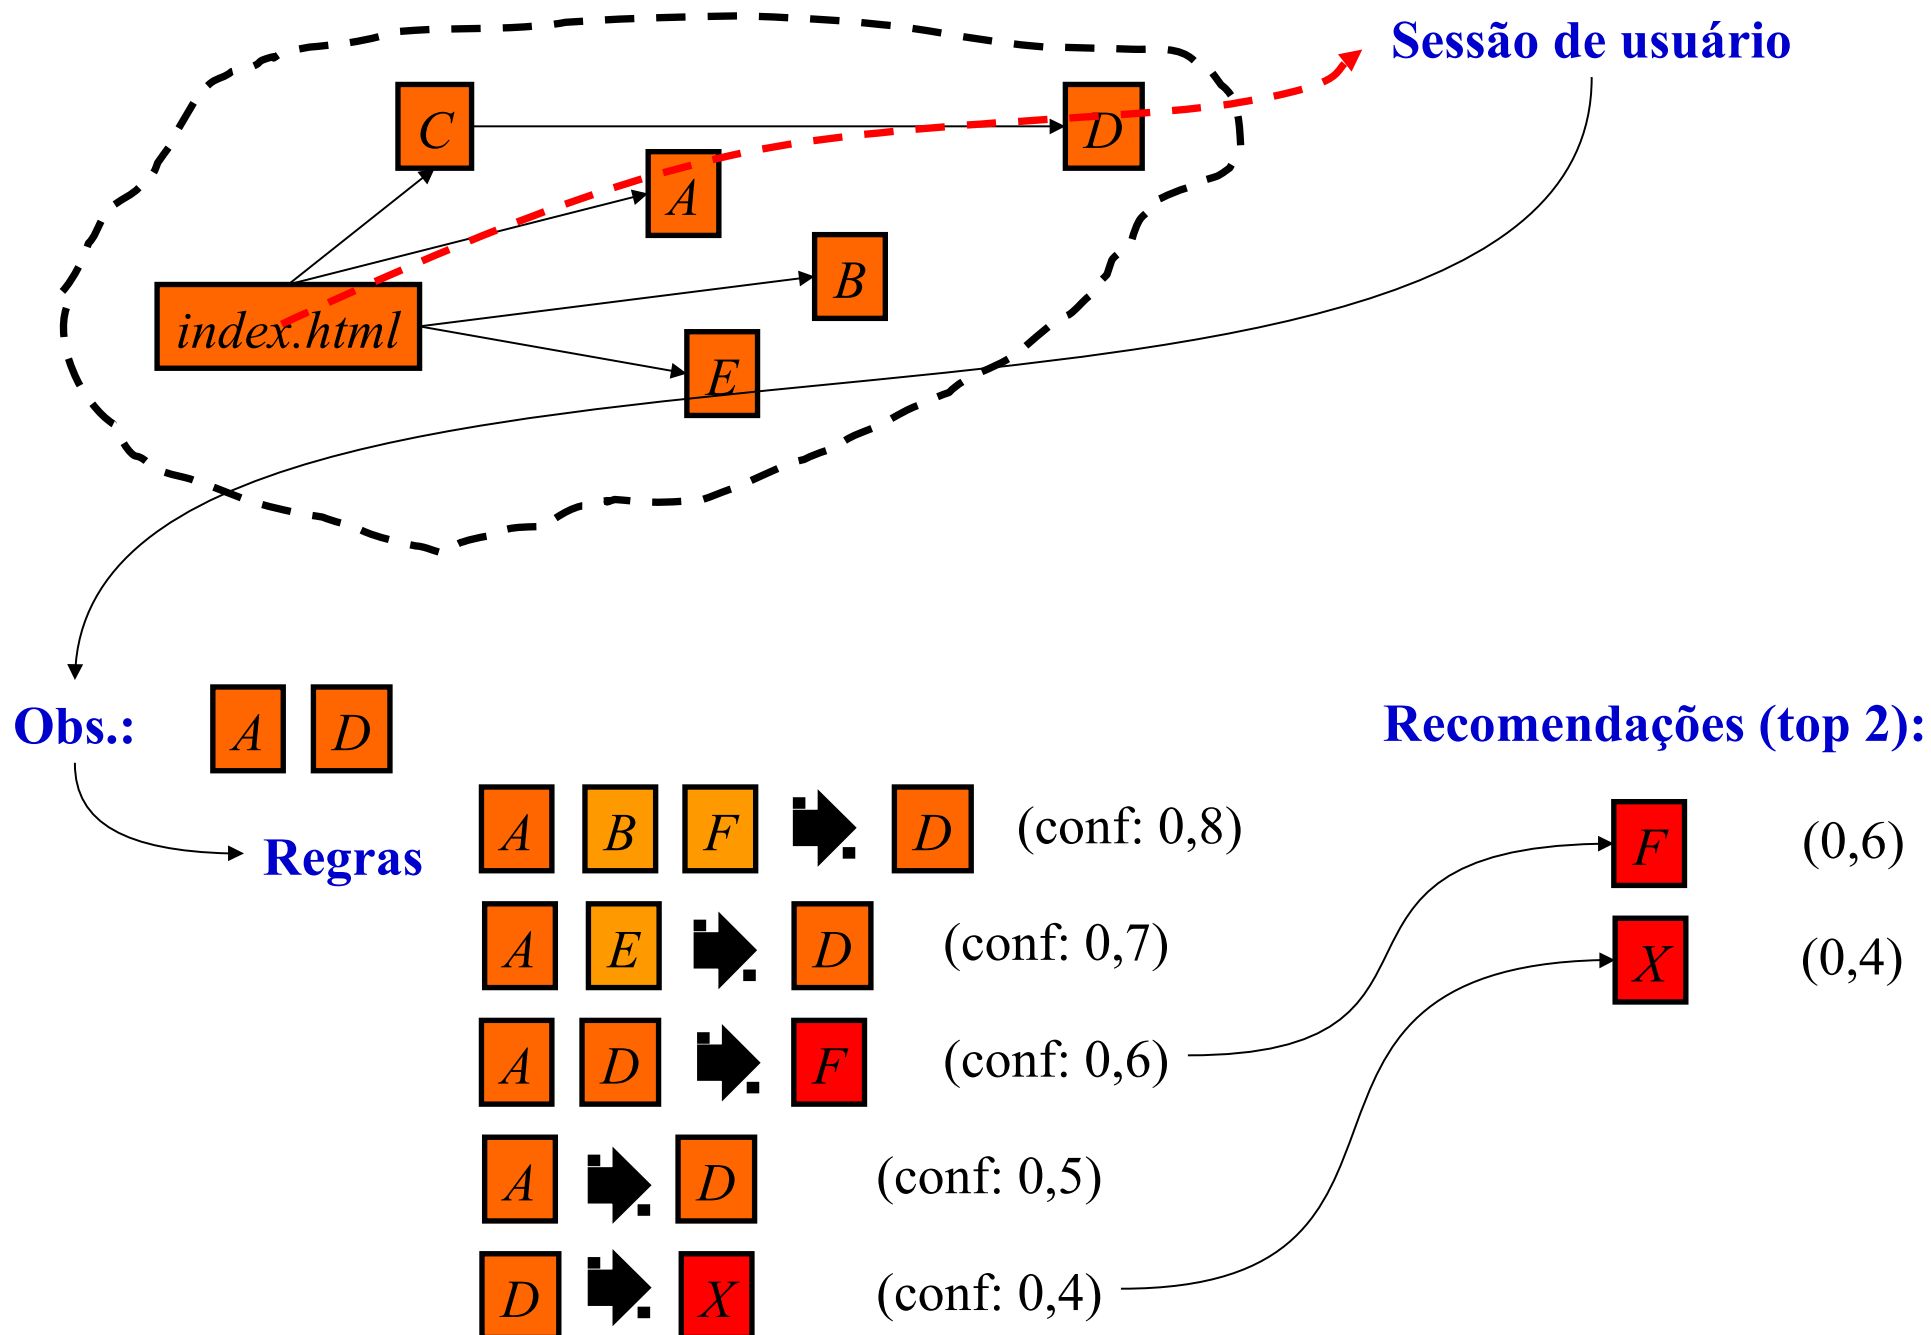 Sessão de usuário
C
D
A
B
index.html
E
Obs.: A D
Recomendações (top 2):
Regras
A B F D (conf: 0,8)
F (0,6)
A E D (conf: 0,7)
X (0,4)
A D F (conf: 0,6)
A D (conf: 0,5)
D X (conf: 0,4)